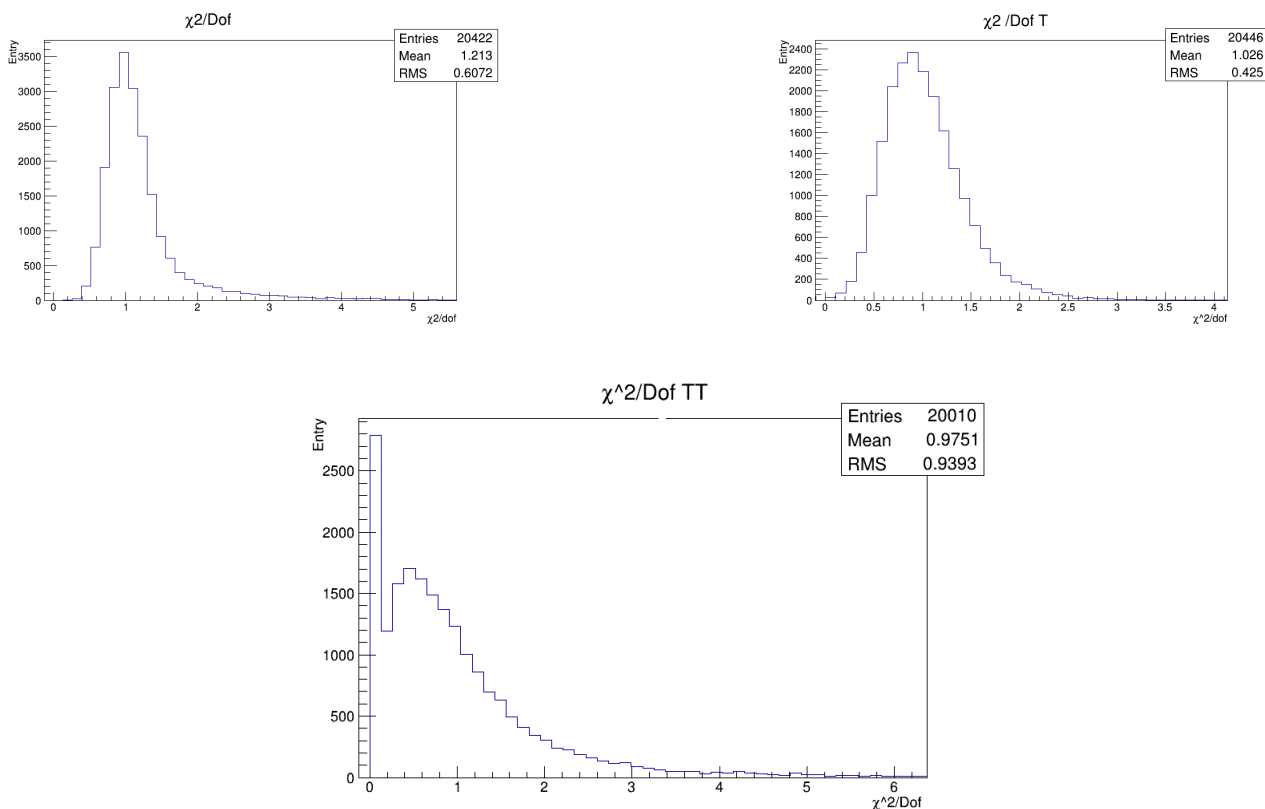 χ2/Dof
Entry
Entries 20422
Mean 1.213
RMS 0.6072
3500
3000
2500
2000
1500
1000
500
0
0 1 2 3 4 5
χ2/dof
χ2 /Dof T
Entry
Entries 20446
Mean 1.026
RMS 0.425
2400
2200
2000
1800
1600
1400
1200
1000
800
600
400
200
0
0 0.5 1 1.5 2 2.5 3 3.5 4
χ^2/dof
χ^2/Dof TT
Entry
Entries 20010
Mean 0.9751
RMS 0.9393
2500
2000
1500
1000
500
0
0 1 2 3 4 5 6
χ^2/Dof